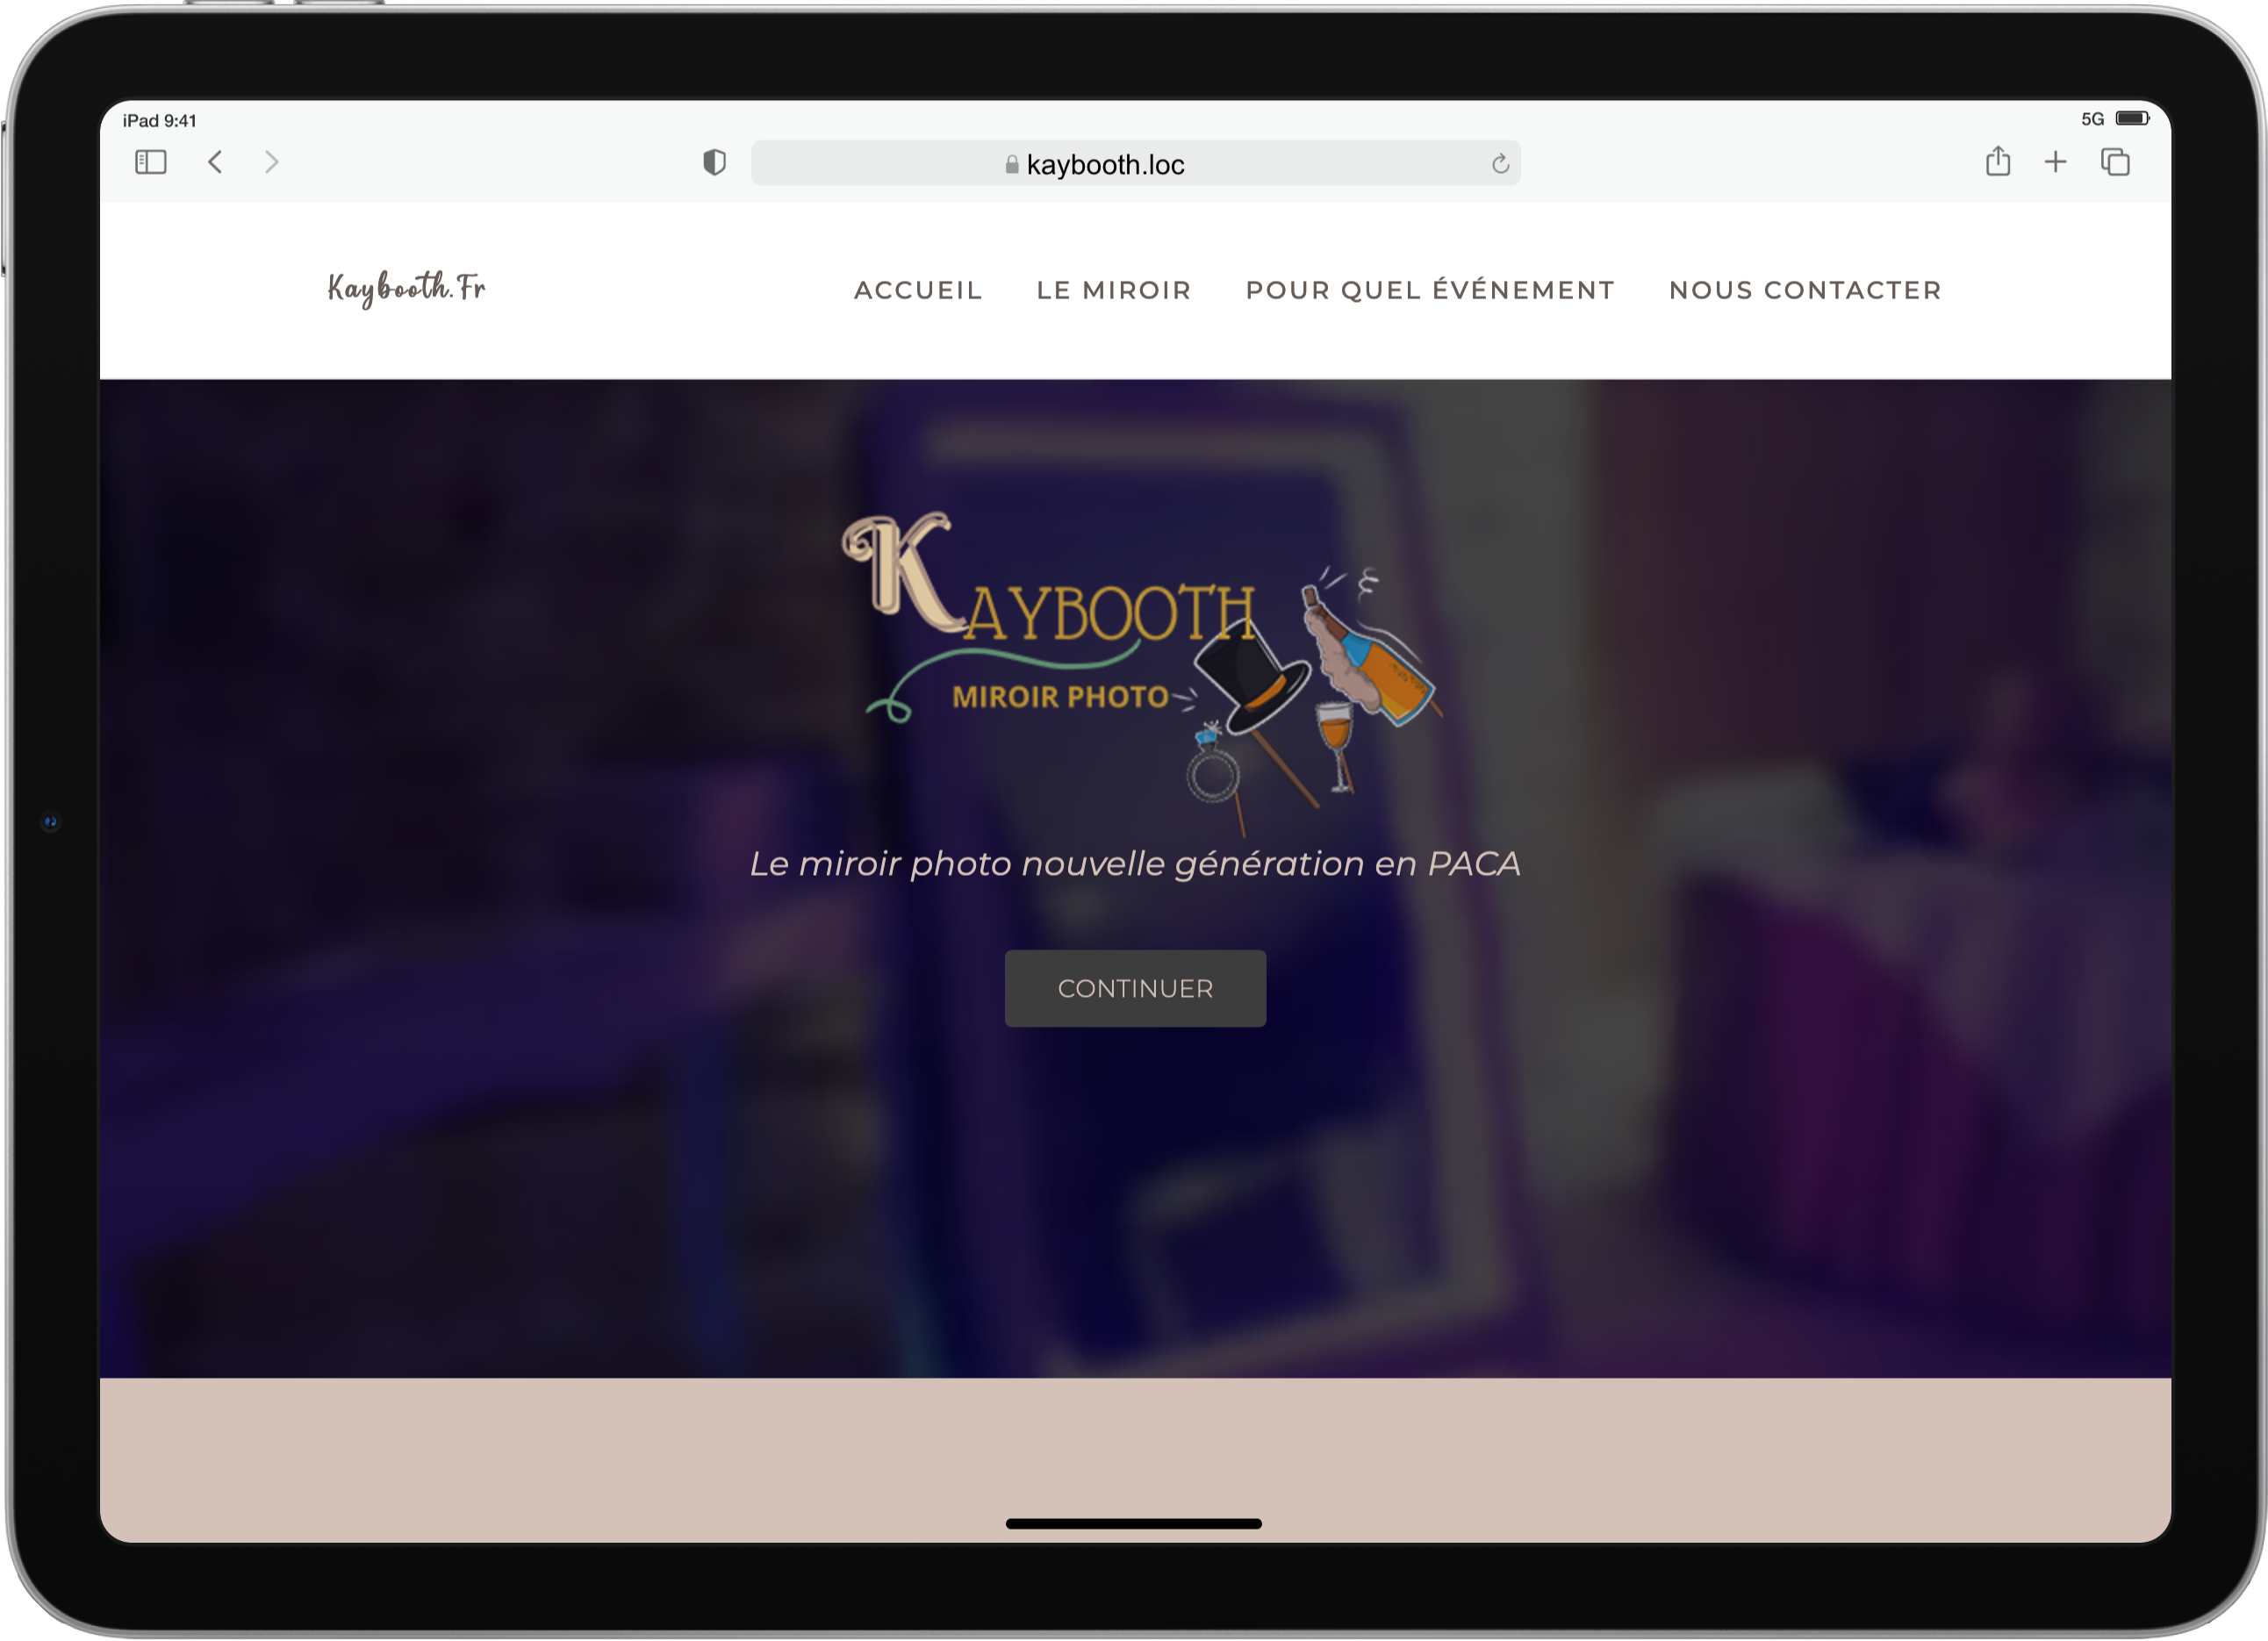 iPad 9:41
5G
kaybooth.loc
Kaybooth.Fr
ACCUEIL LE MIROIR POUR QUEL ÉVÉNEMENT NOUS CONTACTER
KAYBOOTH
MIROIR PHOTO
Le miroir photo nouvelle génération en PACA
CONTINUER